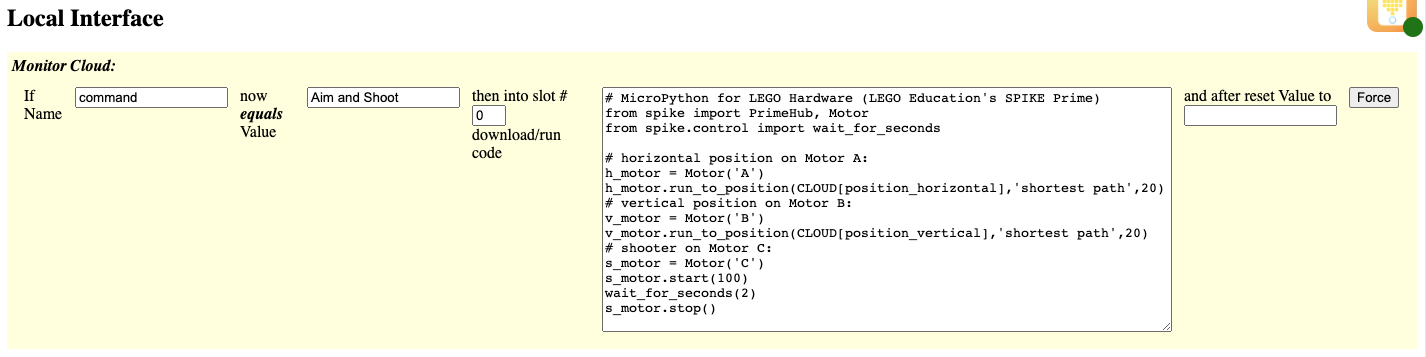 Local Interface
Monitor Cloud:
If
Name
command
now
equals
Value
Aim and Shoot
then into slot #
0
download/run
code
# MicroPython for LEGO Hardware (LEGO Education's SPIKE Prime)
from spike import PrimeHub, Motor
from spike.control import wait_for_seconds

# horizontal position on Motor A:
h_motor = Motor('A')
h_motor.run_to_position(CLOUD[position_horizontal],'shortest path',20)
# vertical position on Motor B:
v_motor = Motor('B')
v_motor.run_to_position(CLOUD[position_vertical],'shortest path',20)
# shooter on Motor C:
s_motor = Motor('C')
s_motor.start(100)
wait_for_seconds(2)
s_motor.stop()
and after reset Value to
Force